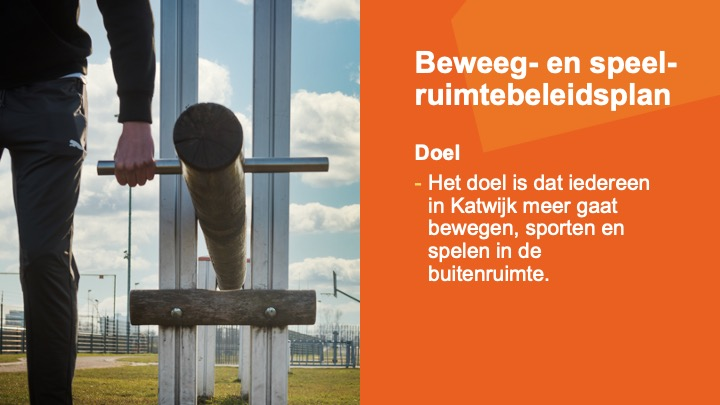 Beweeg- en speel-
ruimtebeleidsplan
Doel
- Het doel is dat iedereen
in Katwijk meer gaat
bewegen, sporten en
spelen in de
buitenruimte.